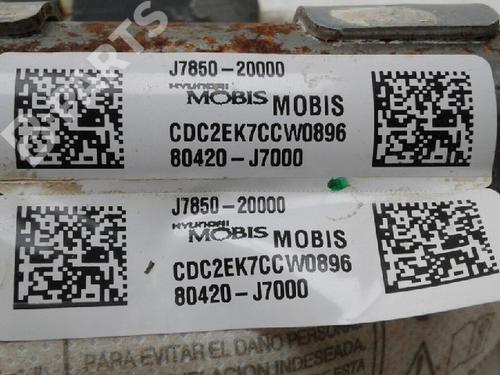 J7850-20000
HYUNDAI
MOBIS MOBIS
CDC2EK7CCW0896
80420-J7000
J7850-20000
HYUNDAI
MOBIS MOBIS
CDC2EK7CCW0896
80420-J7000
PARA EVITAR EL DAÑO
INDESEADA
ESTA